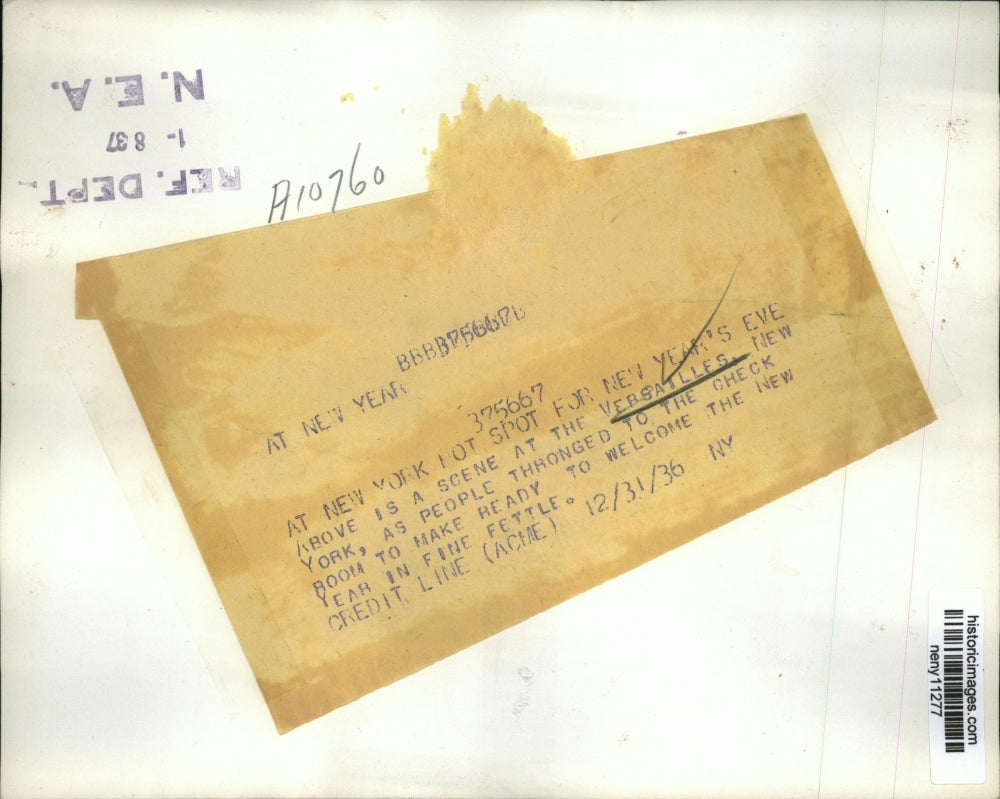 N.E.A.
1- 8 37
REF. DEPT.
A10760
375667
AT NEW YEAR
375667
AT NEW YORK HOT SPOT FOR NEW YEAR'S EVE
ABOVE IS A SCENE AT THE VERSAILLES, NEW
YORK, AS PEOPLE THRONGED TO THE CHECK
ROOM TO MAKE READY TO WELCOME THE NEW
YEAR IN FINE FETTLE.
CREDIT LINE (ACME) 12/31/36 NY
historicimages.com
neny11277